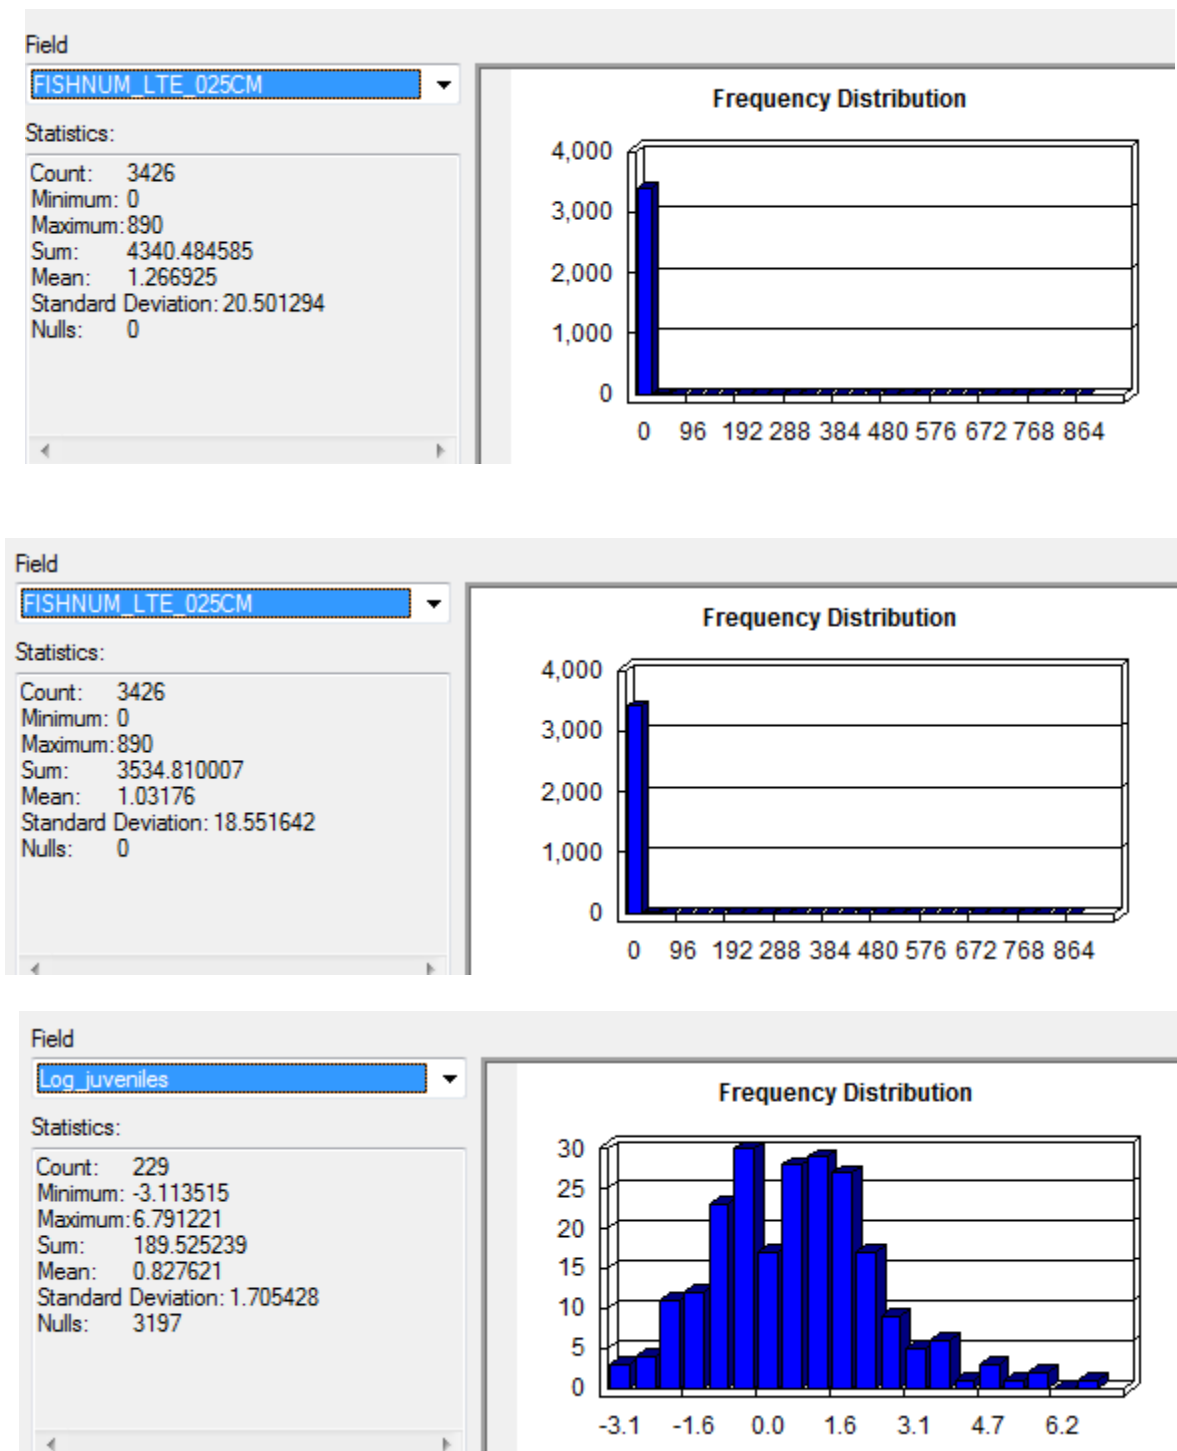 Field
FISHNUM_LTE_025CM
Statistics:
Count: 3426
Minimum: 0
Maximum: 890
Sum: 4340.484585
Mean: 1.266925
Standard Deviation: 20.501294
Nulls: 0
Frequency Distribution
4,000
3,000
2,000
1,000
0
0 96 192 288 384 480 576 672 768 864
Field
FISHNUM_LTE_025CM
Statistics:
Count: 3426
Minimum: 0
Maximum: 890
Sum: 3534.810007
Mean: 1.03176
Standard Deviation: 18.551642
Nulls: 0
Frequency Distribution
4,000
3,000
2,000
1,000
0
0 96 192 288 384 480 576 672 768 864
Field
Log_juveniles
Statistics:
Count: 229
Minimum: -3.113515
Maximum: 6.791221
Sum: 189.525239
Mean: 0.827621
Standard Deviation: 1.705428
Nulls: 3197
Frequency Distribution
30
25
20
15
10
5
0
-3.1 -1.6 0.0 1.6 3.1 4.7 6.2